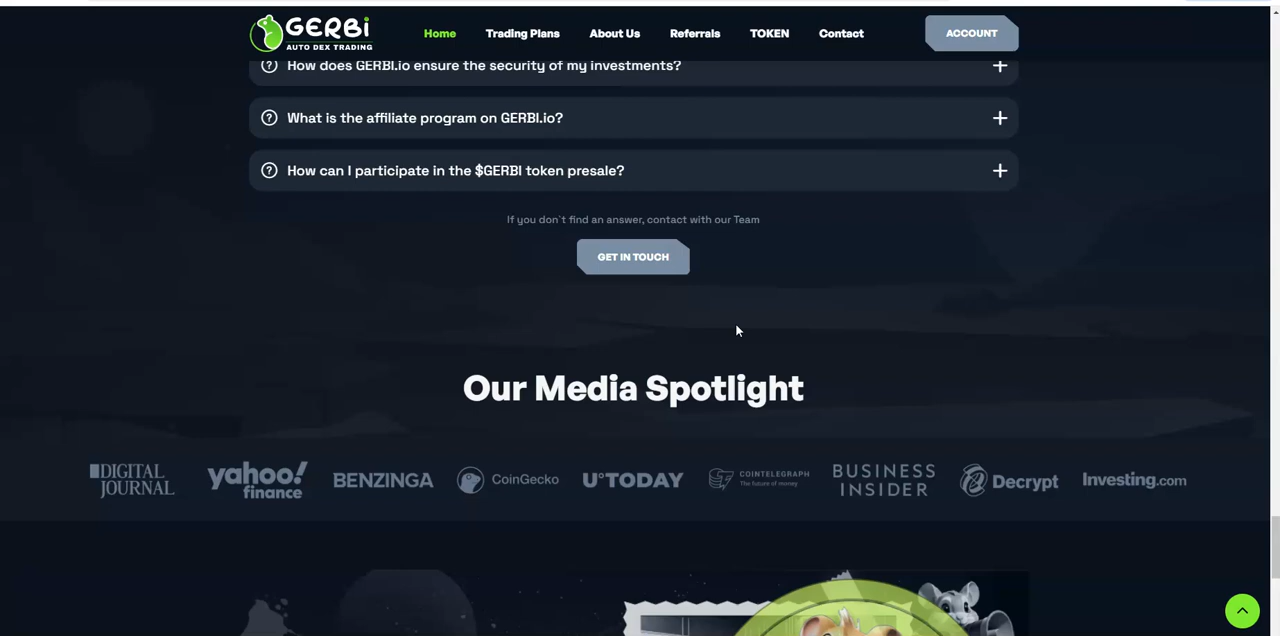 GERBi
AUTO DEX TRADING
Home
Trading Plans
About Us
Referrals
TOKEN
Contact
ACCOUNT
How does GERBI.io ensure the security of my investments?
What is the affiliate program on GERBI.io?
How can I participate in the $GERBI token presale?
If you don`t find an answer, contact with our Team
GET IN TOUCH
Our Media Spotlight
DIGITAL
JOURNAL
yahoo!
finance
BENZINGA
CoinGecko
U°TODAY
COINTELEGRAPH
The future of money
BUSINESS
INSIDER
Decrypt
Investing.com